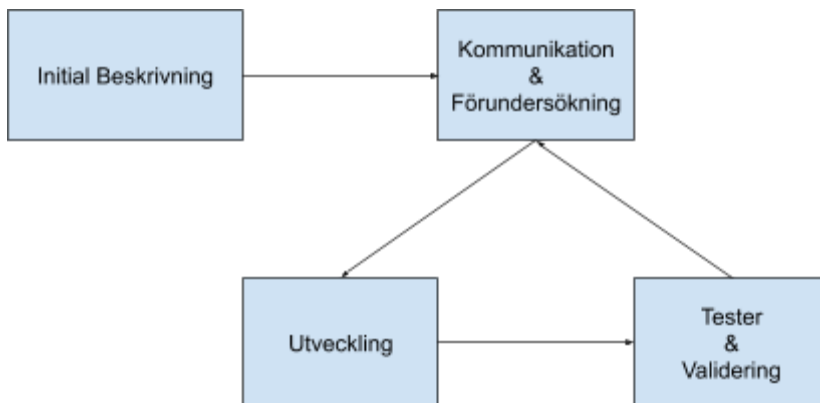 Initial Beskrivning
Kommunikation
&
Förundersökning
Utveckling
Tester
&
Validering